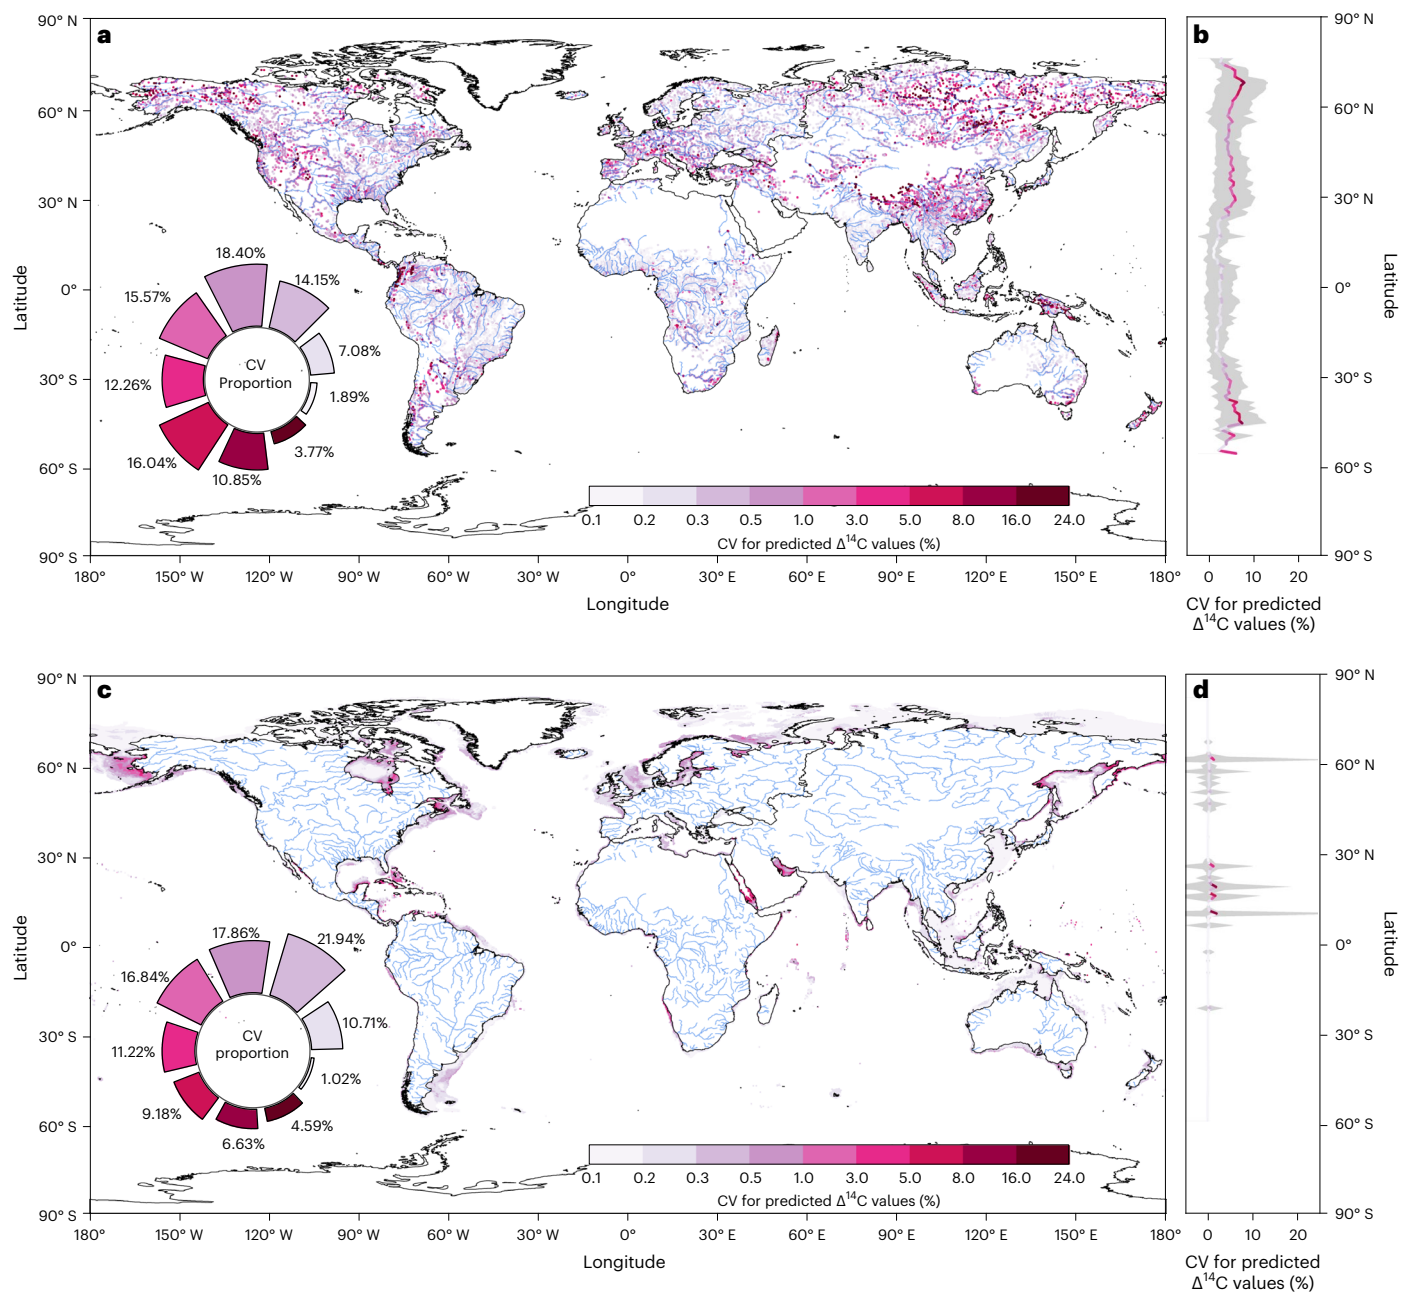 a
90° N
60° N
30° N
0°
30° S
60° S
90° S
Latitude
18.40%
14.15%
15.57%
7.08%
CV
Proportion
12.26%
1.89%
3.77%
16.04%
10.85%
0.1 0.2 0.3 0.5 1.0 3.0 5.0 8.0 16.0 24.0
CV for predicted Δ¹⁴C values (%)
180° 150° W 120° W 90° W 60° W 30° W 0° 30° E 60° E 90° E 120° E 150° E 180°
Longitude
b
90° N
60° N
30° N
0°
30° S
60° S
90° S
Latitude
0 10 20
CV for predicted
Δ¹⁴C values (%)
c
90° N
60° N
30° N
0°
30° S
60° S
90° S
Latitude
17.86%
21.94%
16.84%
10.71%
CV
proportion
11.22%
1.02%
9.18%
4.59%
6.63%
0.1 0.2 0.3 0.5 1.0 3.0 5.0 8.0 16.0 24.0
CV for predicted Δ¹⁴C values (%)
180° 150° W 120° W 90° W 60° W 30° W 0° 30° E 60° E 90° E 120° E 150° E 180°
Longitude
d
90° N
60° N
30° N
0°
30° S
60° S
90° S
Latitude
0 10 20
CV for predicted
Δ¹⁴C values (%)